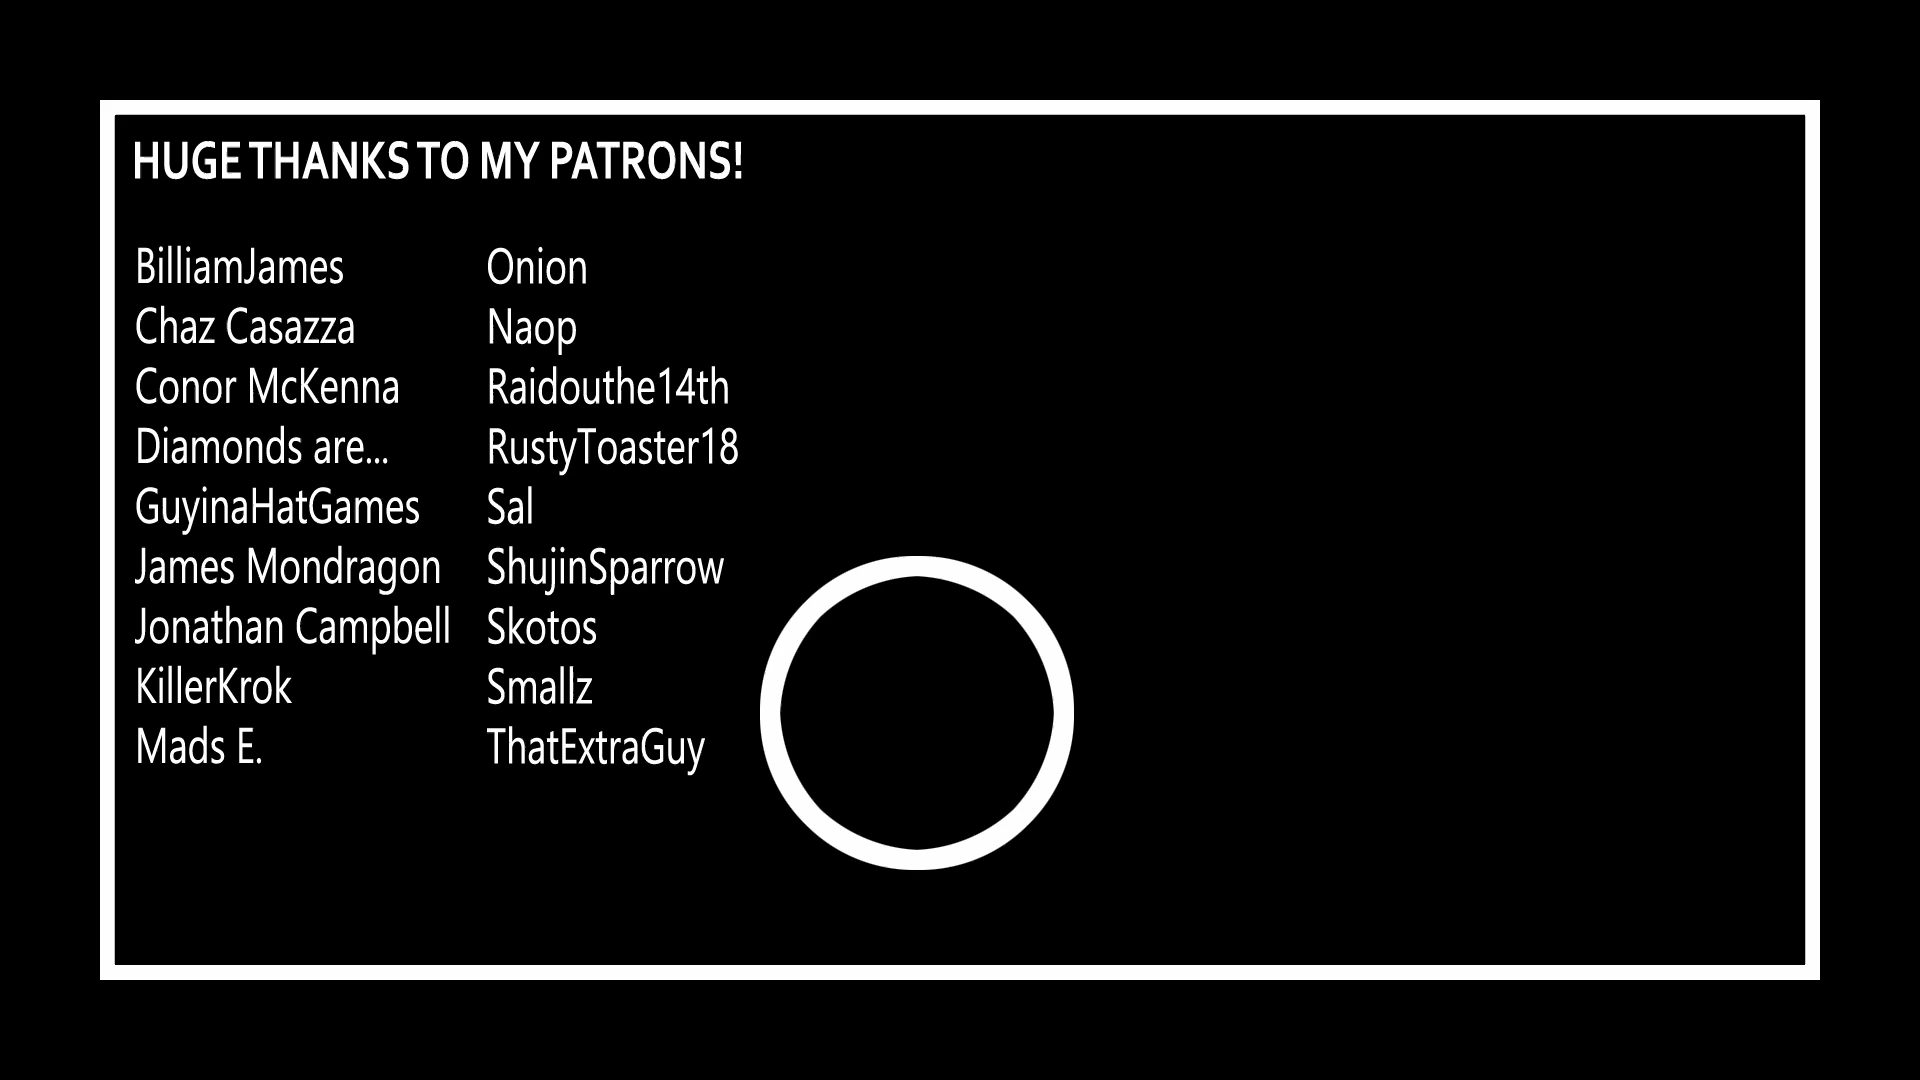 HUGE THANKS TO MY PATRONS!
BilliamJames
Chaz Casazza
Conor McKenna
Diamonds are...
GuyinaHatGames
James Mondragon
Jonathan Campbell
KillerKrok
Mads E.
Onion
Naop
Raidouthe14th
RustyToaster18
Sal
ShujinSparrow
Skotos
Smallz
ThatExtraGuy